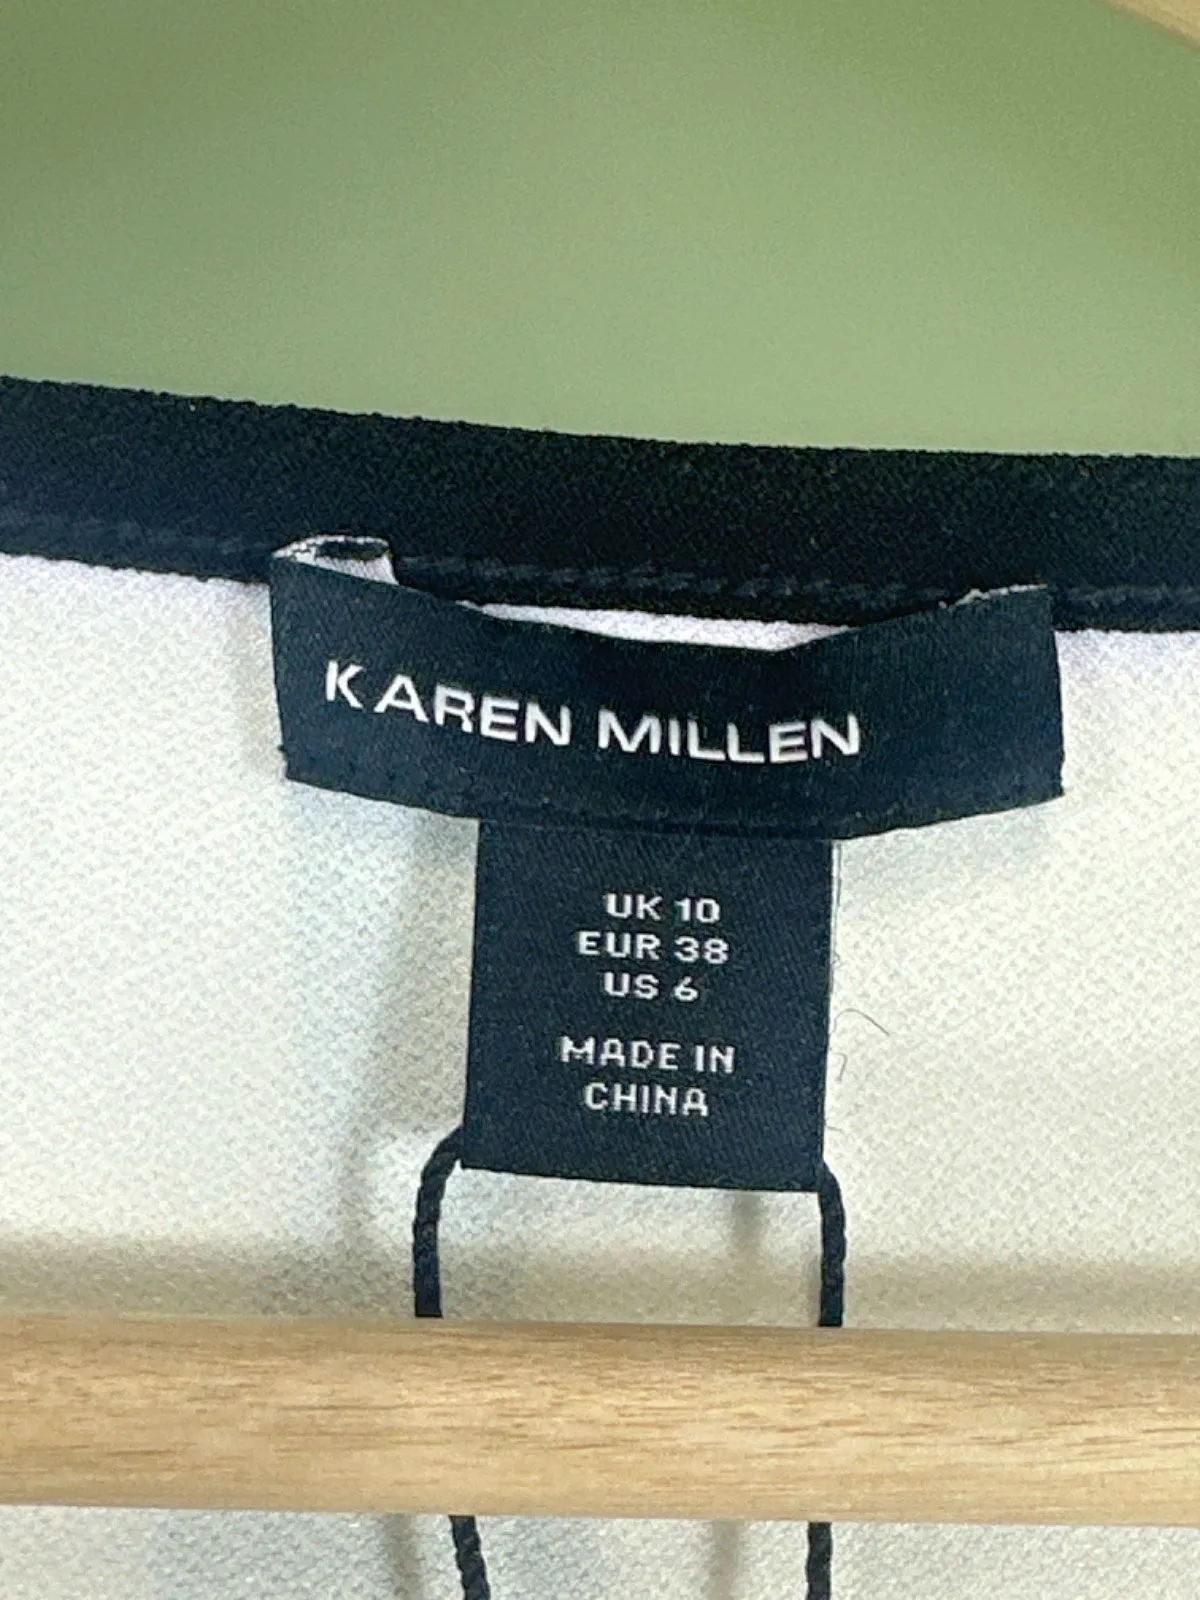 KAREN MILLEN
UK 10
EUR 38
US 6
MADE IN
CHINA